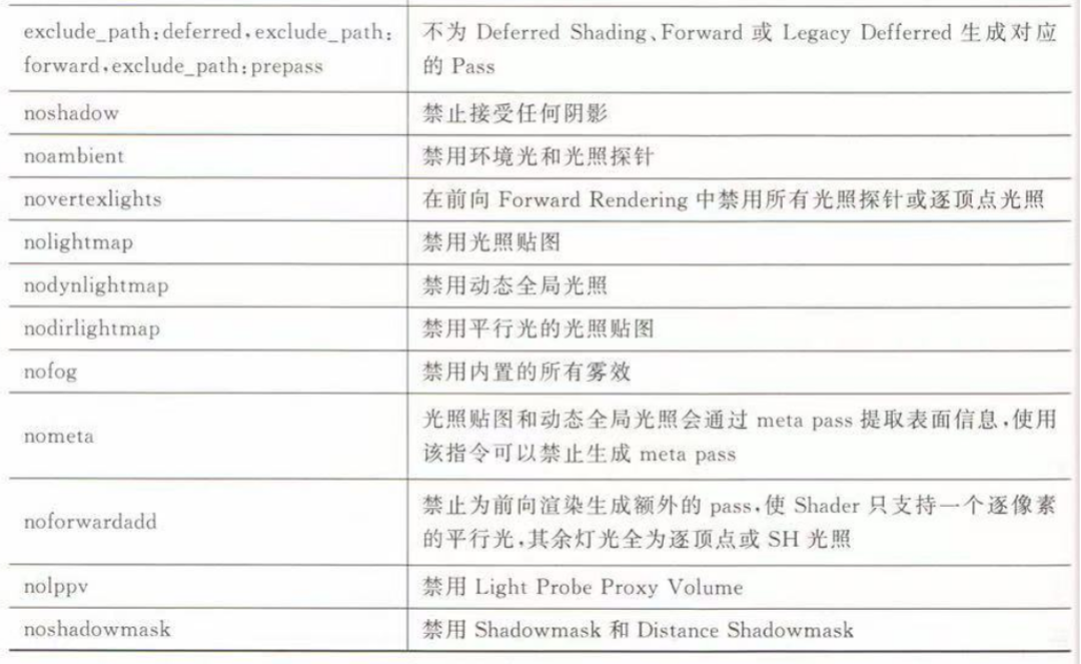 exclude_path:deferred,exclude_path:
forward,exclude_path:prepass
不为 Deferred Shading、Forward 或 Legacy Defferred 生成对应
的 Pass
noshadow
禁止接受任何阴影
noambient
禁用环境光和光照探针
novertexlights
在前向 Forward Rendering 中禁用所有光照探针或逐顶点光照
nolightmap
禁用光照贴图
nodynlightmap
禁用动态全局光照
nodirlightmap
禁用平行光的光照贴图
nofog
禁用内置的所有雾效
nometa
光照贴图和动态全局光照会通过 meta pass 提取表面信息,使用
该指令可以禁止生成 meta pass
noforwardadd
禁止为前向渲染生成额外的 pass,使 Shader 只支持一个逐像素
的平行光,其余灯光全为逐顶点或 SH 光照
nolppv
禁用 Light Probe Proxy Volume
noshadowmask
禁用 Shadowmask 和 Distance Shadowmask